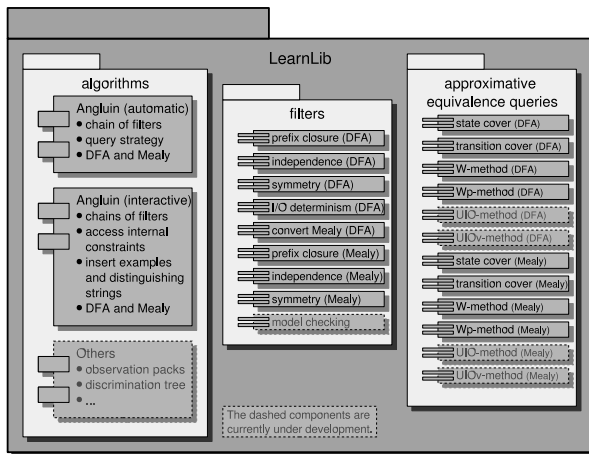 LearnLib
algorithms
Angluin (automatic)
• chain of filters
• query strategy
• DFA and Mealy
Angluin (interactive)
• chains of filters
• access internal
constraints
• insert examples
and distinguishing
strings
• DFA and Mealy
Others
• observation packs
• discrimination tree
• ...
filters
prefix closure (DFA)
independence (DFA)
symmetry (DFA)
I/O determinism (DFA)
convert Mealy (DFA)
prefix closure (Mealy)
independence (Mealy)
symmetry (Mealy)
model checking
The dashed components are
currently under development.
approximative
equivalence queries
state cover (DFA)
transition cover (DFA)
W-method (DFA)
Wp-method (DFA)
UIO-method (DFA)
UIOv-method (DFA)
state cover (Mealy)
transition cover (Mealy)
W-method (Mealy)
Wp-method (Mealy)
UIO-method (Mealy)
UIOv-method (Mealy)